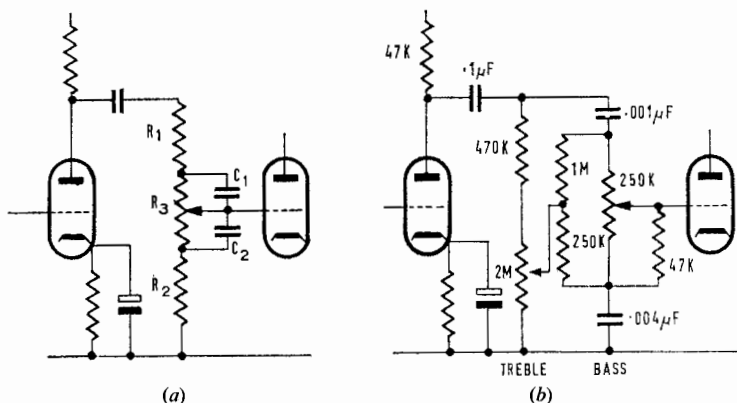 R1
R3
R2
C1
C2
(a)
47K
.1µF
.001µF
470K
1M
250K
250K
2M
47K
.004µF
TREBLE BASS
(b)